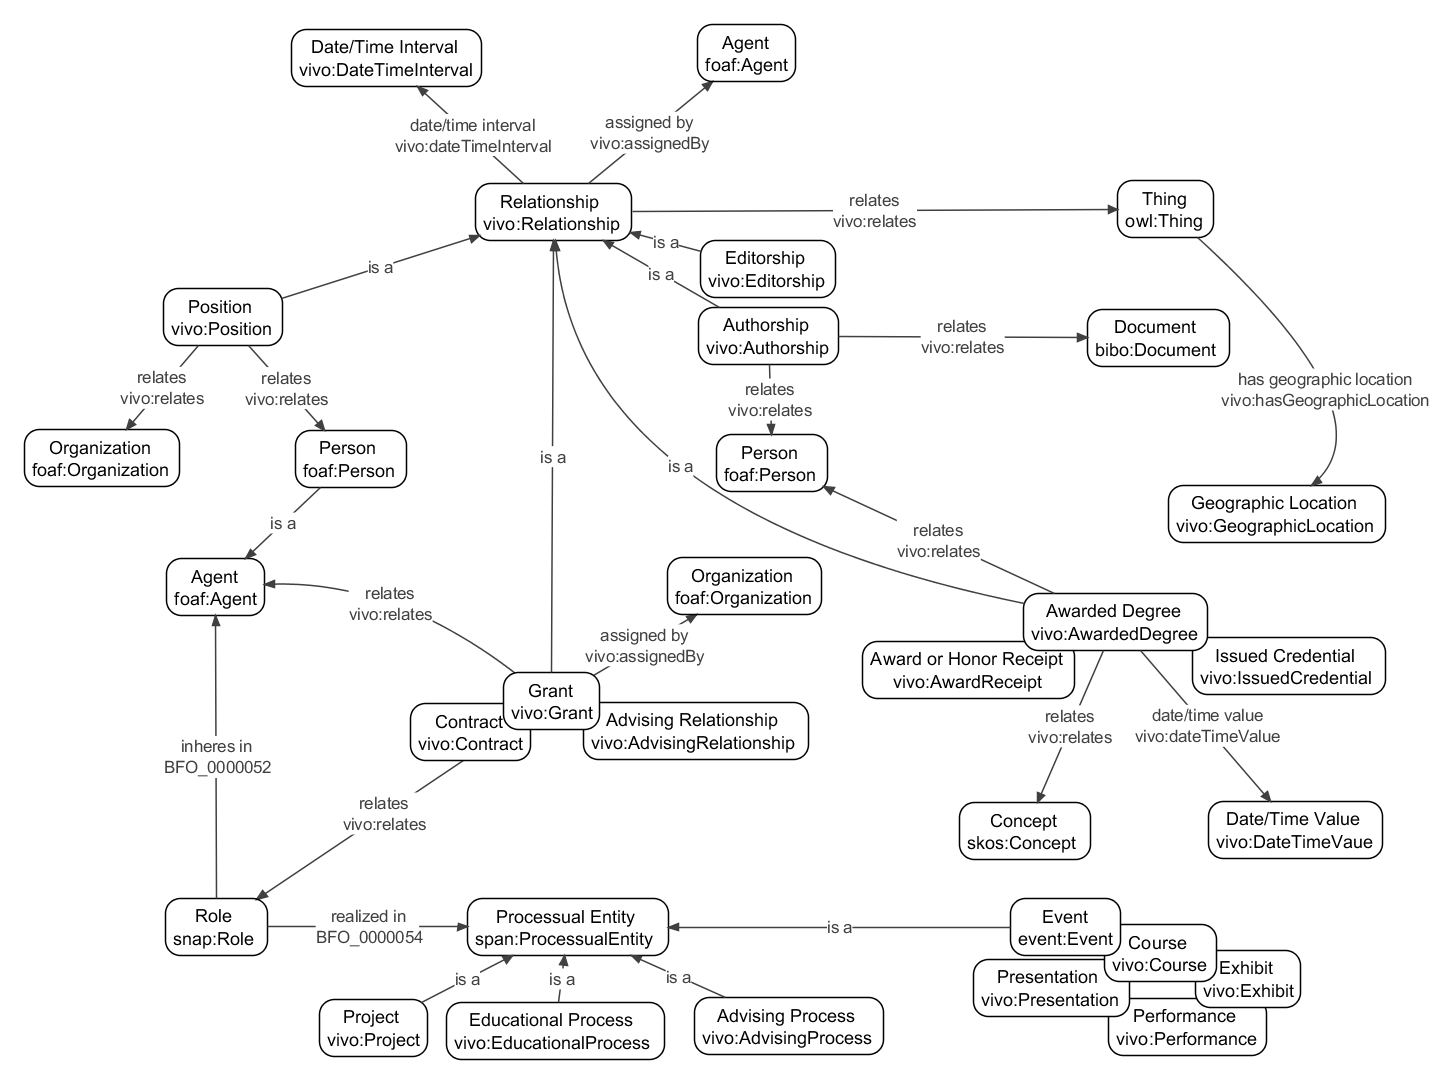 Date/Time Interval
vivo:DateTimeInterval
Agent
foaf:Agent
date/time interval
vivo:dateTimeInterval
assigned by
vivo:assignedBy
Relationship
vivo:Relationship
relates
vivo:relates
Thing
owl:Thing
is a
Editorship
vivo:Editorship
is a
is a
Position
vivo:Position
Authorship
vivo:Authorship
relates
vivo:relates
Document
bibo:Document
relates
vivo:relates
relates
vivo:relates
relates
vivo:relates
has geographic location
vivo:hasGeographicLocation
Organization
foaf:Organization
Person
foaf:Person
is a
Person
foaf:Person
is a
Geographic Location
vivo:GeographicLocation
is a
relates
vivo:relates
Agent
foaf:Agent
relates
vivo:relates
Organization
foaf:Organization
assigned by
vivo:assignedBy
Awarded Degree
vivo:AwardedDegree
Award or Honor Receipt
vivo:AwardReceipt
Issued Credential
vivo:IssuedCredential
Grant
vivo:Grant
Contract
vivo:Contract
Advising Relationship
vivo:AdvisingRelationship
relates
vivo:relates
date/time value
vivo:dateTimeValue
inheres in
BFO_0000052
relates
vivo:relates
Concept
skos:Concept
Date/Time Value
vivo:DateTimeVaue
Role
snap:Role
realized in
BFO_0000054
Processual Entity
span:ProcessualEntity
is a
Event
event:Event
Course
vivo:Course
Presentation
vivo:Presentation
Exhibit
vivo:Exhibit
Performance
vivo:Performance
is a
is a
is a
Project
vivo:Project
Educational Process
vivo:EducationalProcess
Advising Process
vivo:AdvisingProcess